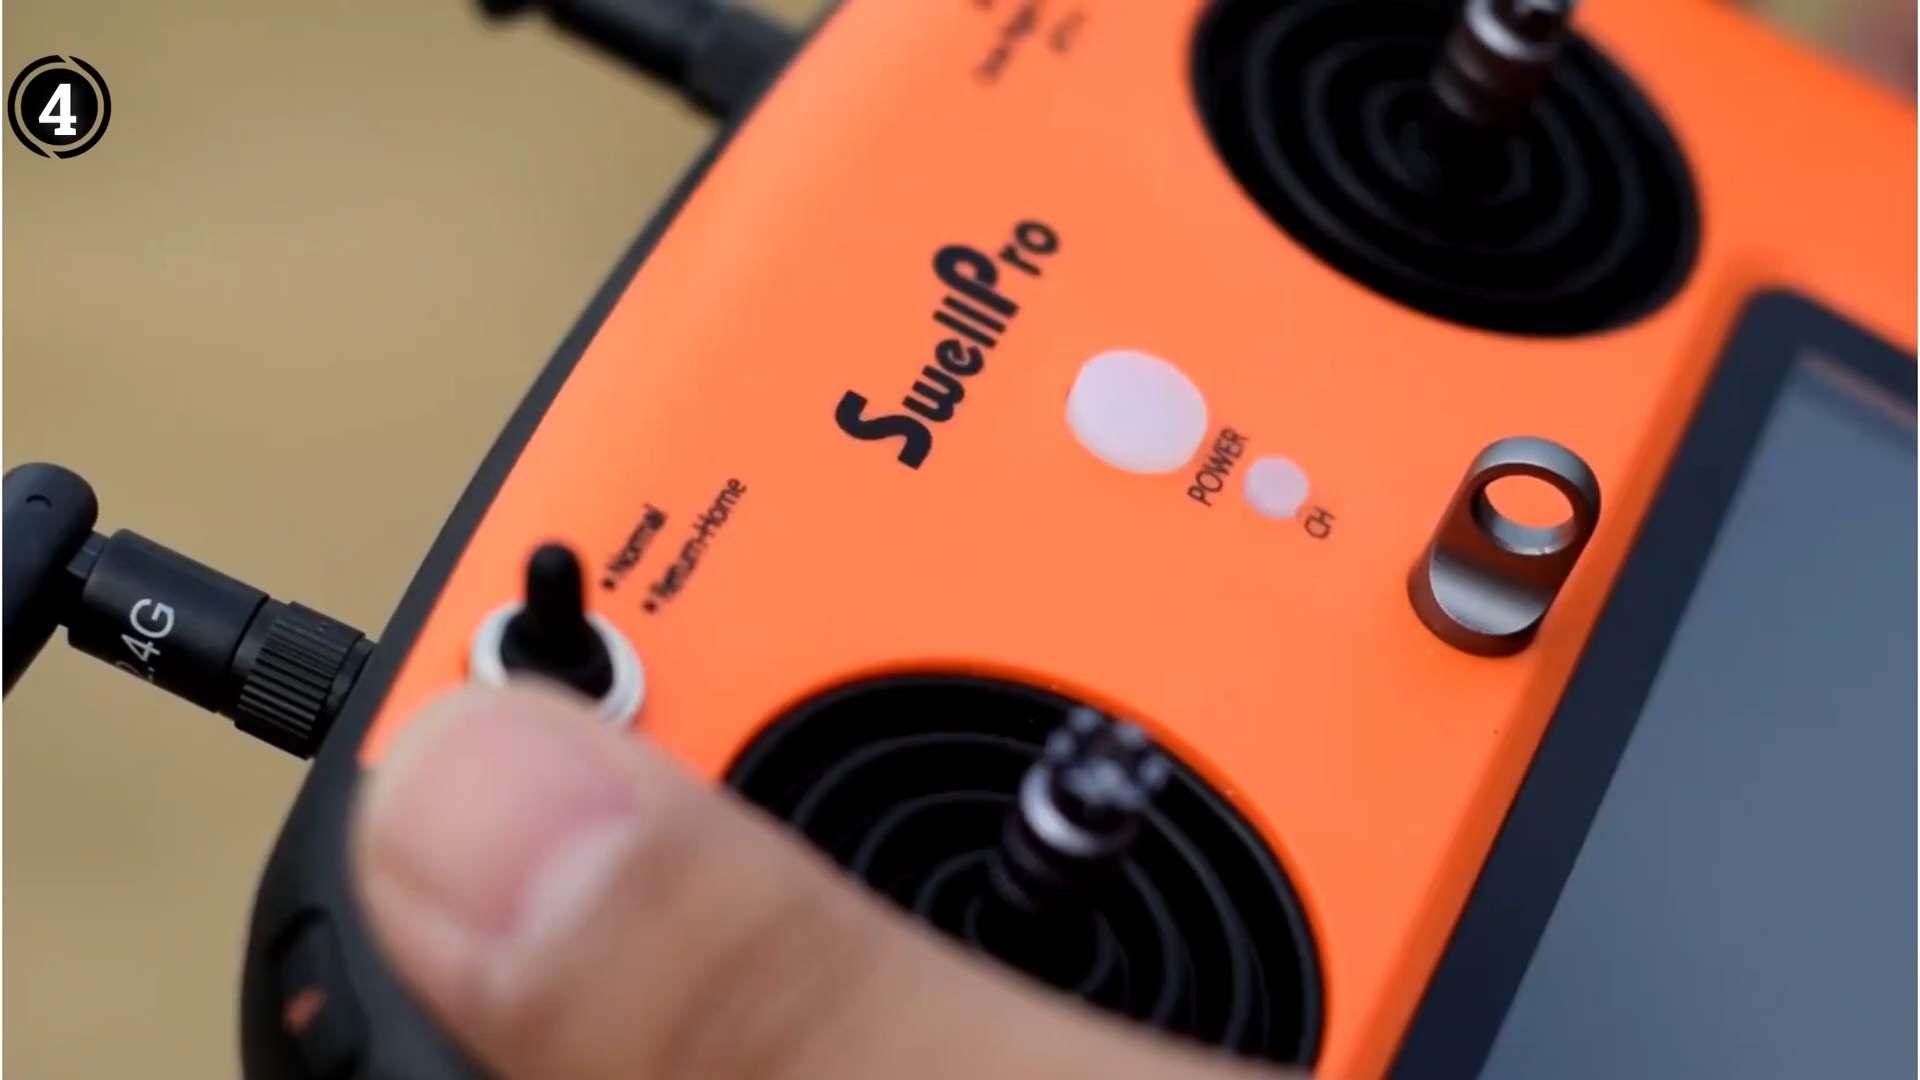 4
SwellPro
POWER
CH
• Normal
• Return-Home
2.4G